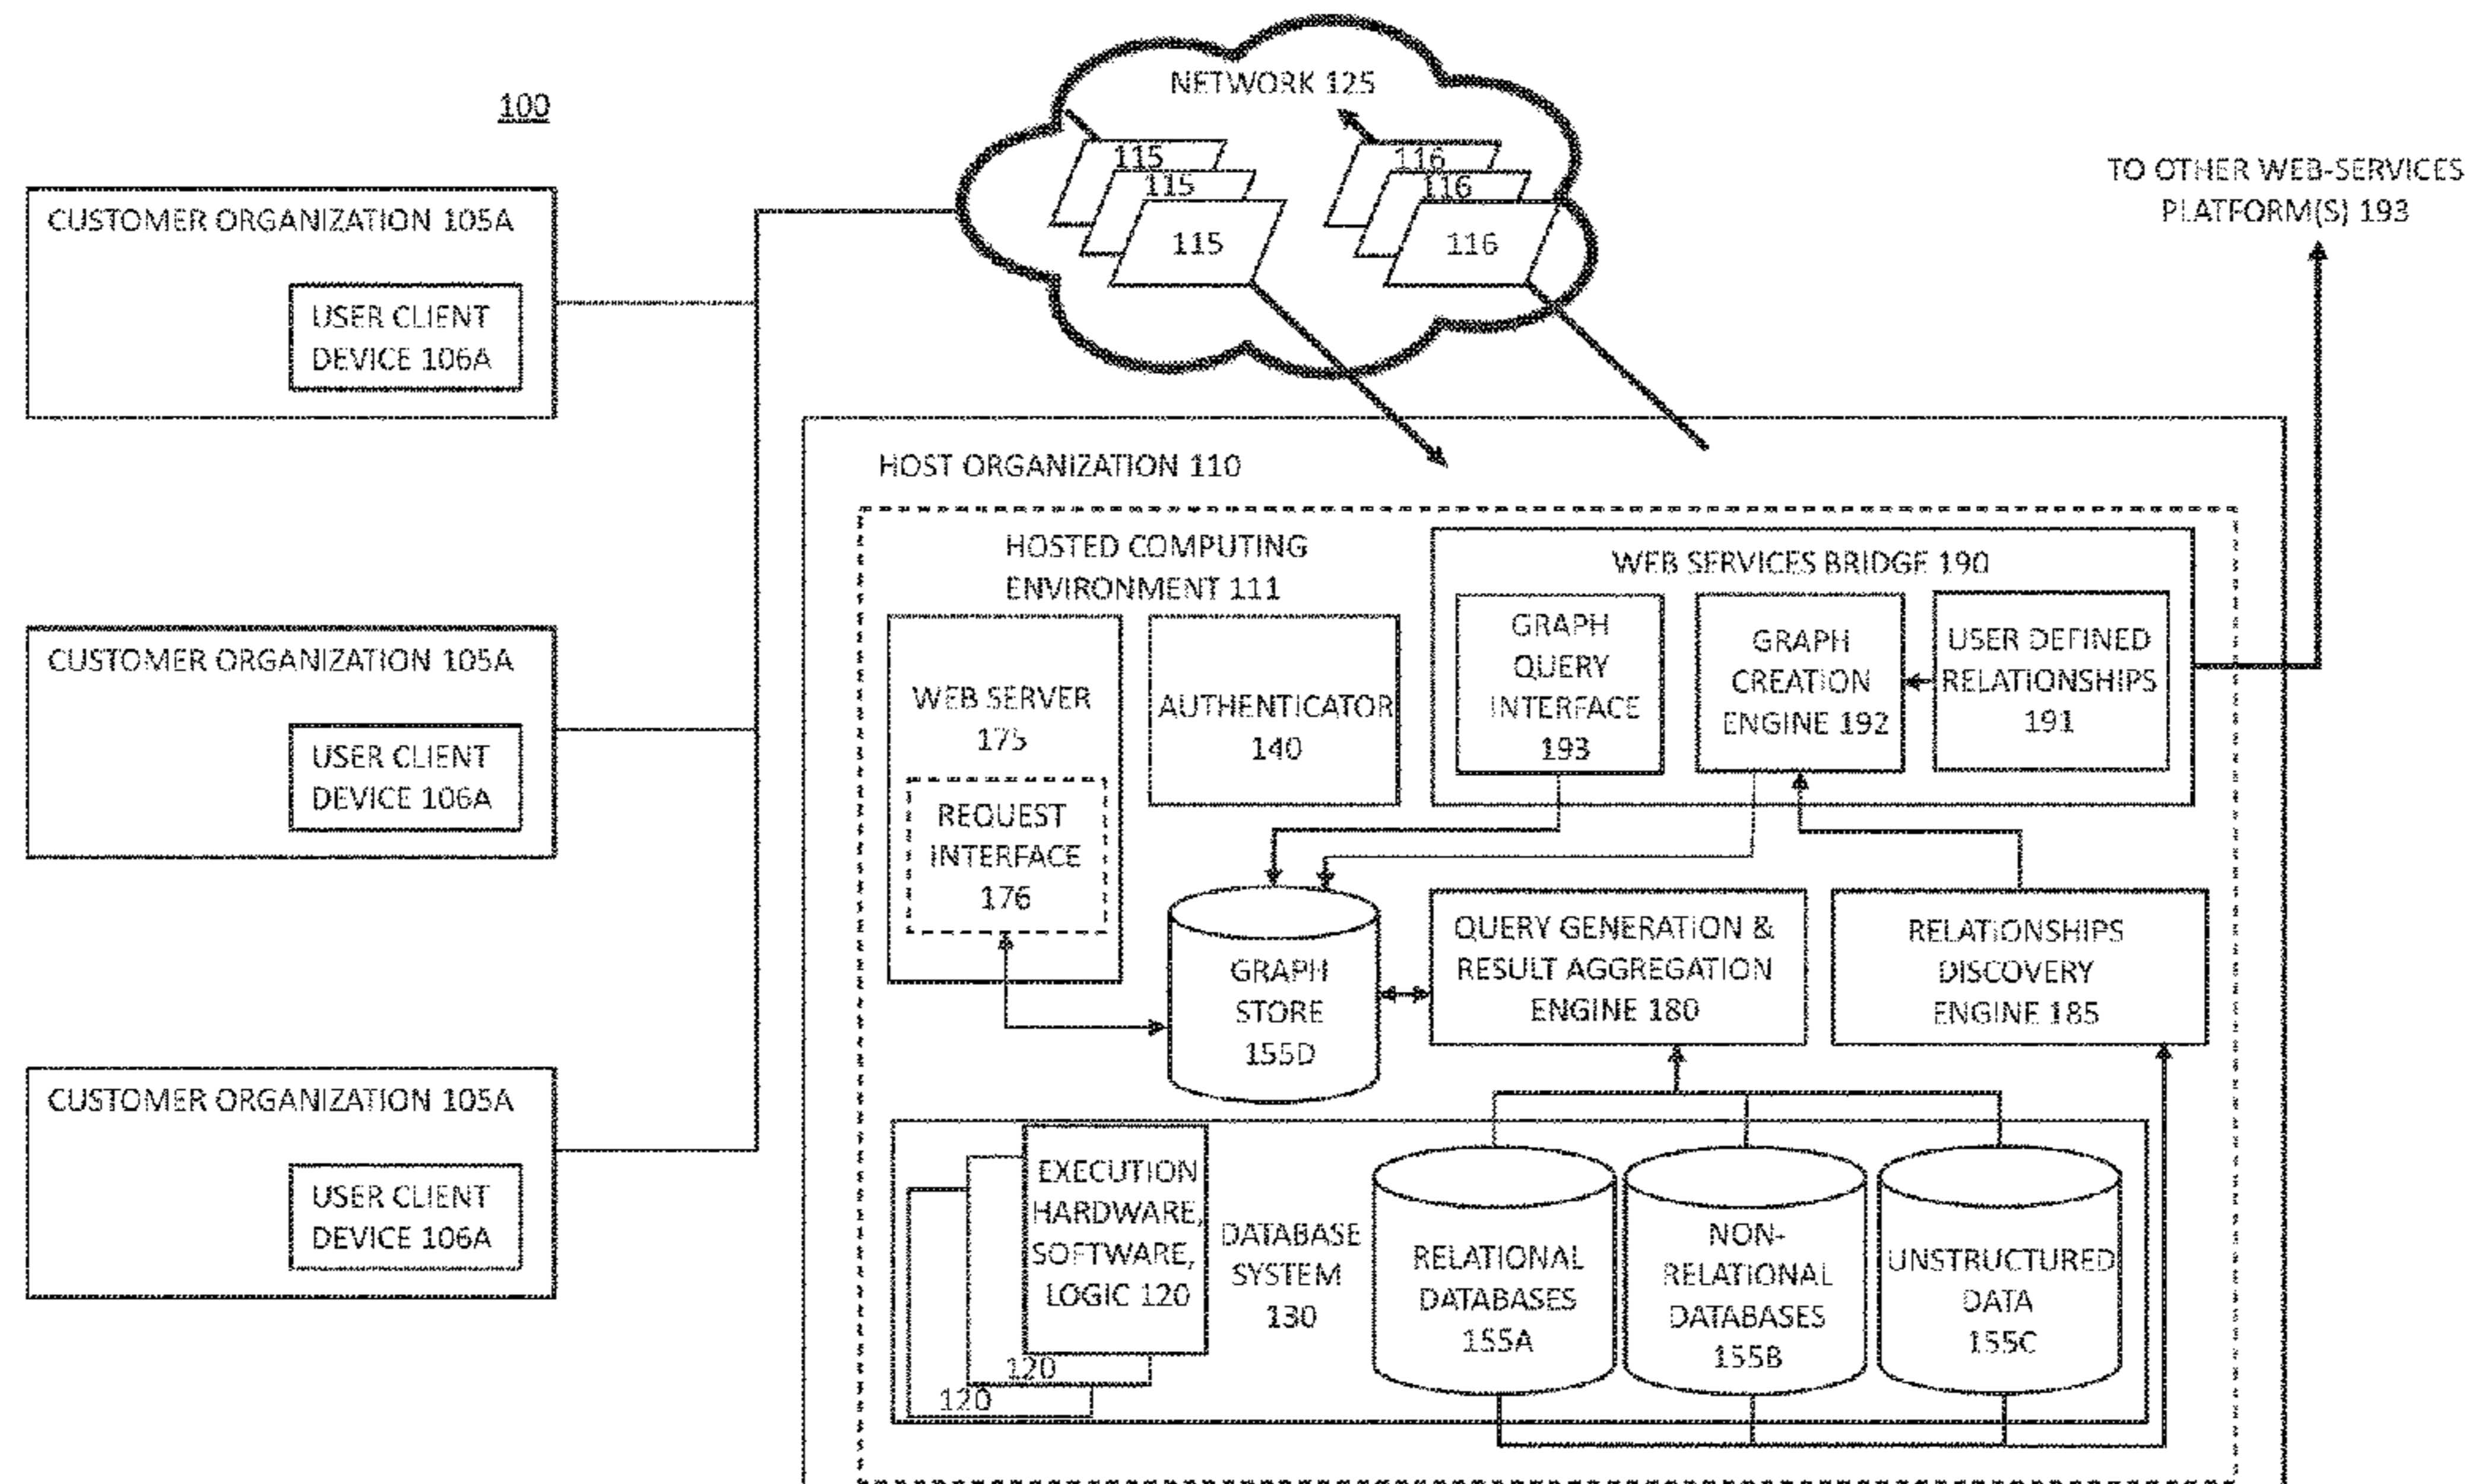 100
NETWORK 125
115
115
115
116
116
116
TO OTHER WEB-SERVICES
PLATFORM(S) 193
CUSTOMER ORGANIZATION 105A
USER CLIENT
DEVICE 106A
CUSTOMER ORGANIZATION 105A
USER CLIENT
DEVICE 106A
CUSTOMER ORGANIZATION 105A
USER CLIENT
DEVICE 106A
HOST ORGANIZATION 110
HOSTED COMPUTING
ENVIRONMENT 111
WEB SERVER
175
REQUEST
INTERFACE
176
AUTHENTICATOR
140
WEB SERVICES BRIDGE 190
GRAPH
QUERY
INTERFACE
193
GRAPH
CREATION
ENGINE 192
USER DEFINED
RELATIONSHIPS
191
GRAPH
STORE
155D
QUERY GENERATION &
RESULT AGGREGATION
ENGINE 180
RELATIONSHIPS
DISCOVERY
ENGINE 185
EXECUTION
HARDWARE,
SOFTWARE,
LOGIC 120
120
120
DATABASE
SYSTEM
130
RELATIONAL
DATABASES
155A
NON-
RELATIONAL
DATABASES
155B
UNSTRUCTURED
DATA
155C